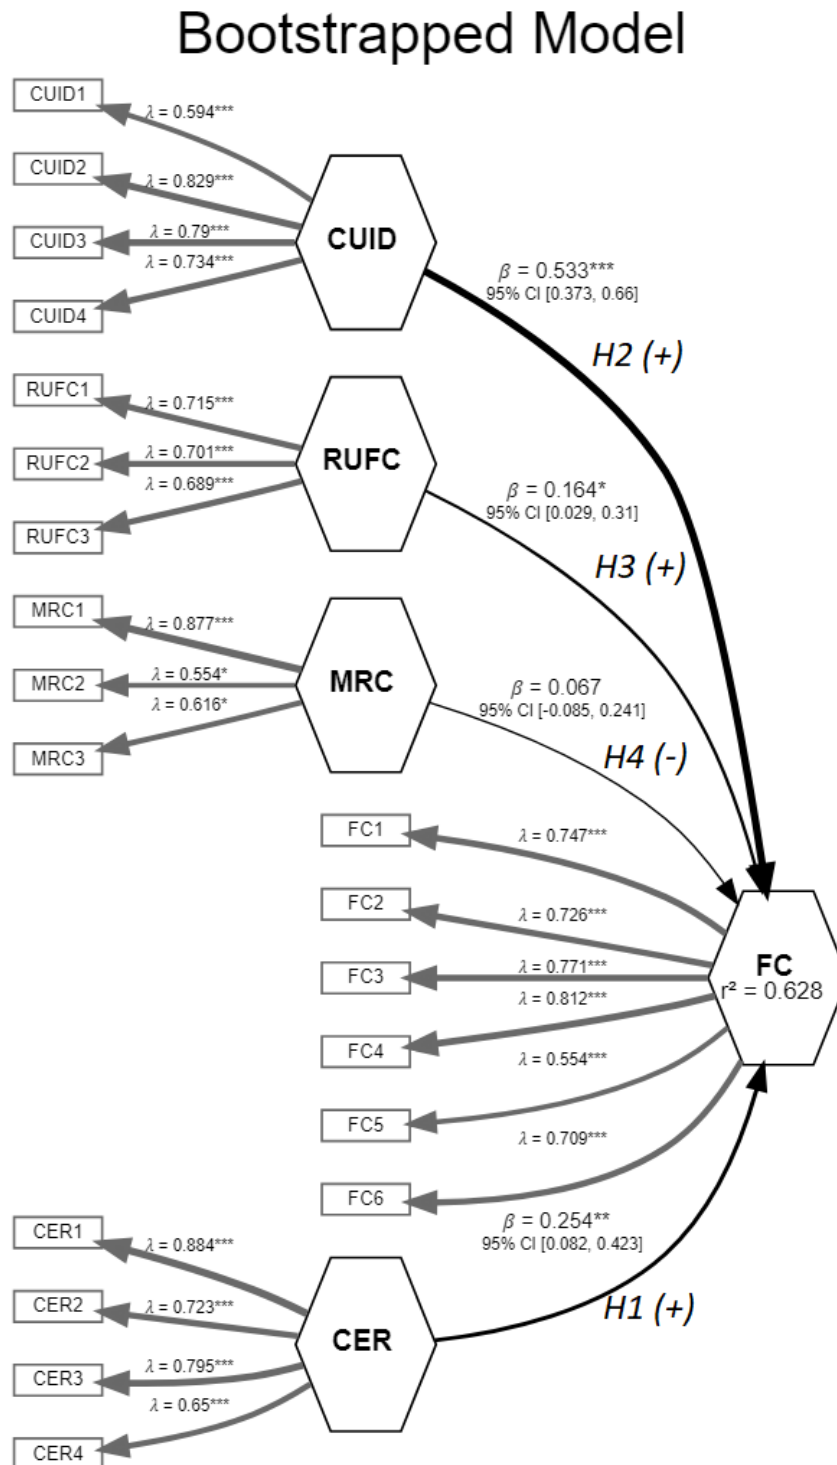 Bootstrapped Model
CUID1
λ = 0.594***
CUID2
λ = 0.829***
CUID3
λ = 0.79***
λ = 0.734***
CUID4
CUID
β = 0.533***
95% CI [0.373, 0.66]
H2 (+)
RUFC1
λ = 0.715***
RUFC2
λ = 0.701***
λ = 0.689***
RUFC3
RUFC
β = 0.164*
95% CI [0.029, 0.31]
H3 (+)
MRC1
λ = 0.877***
MRC2
λ = 0.554*
λ = 0.616*
MRC3
MRC
β = 0.067
95% CI [-0.085, 0.241]
H4 (-)
FC1
λ = 0.747***
FC2
λ = 0.726***
FC3
λ = 0.771***
λ = 0.812***
FC4
λ = 0.554***
FC5
λ = 0.709***
FC6
FC
r² = 0.628
β = 0.254**
95% CI [0.082, 0.423]
H1 (+)
CER1
λ = 0.884***
CER2
λ = 0.723***
CER3
λ = 0.795***
λ = 0.65***
CER4
CER